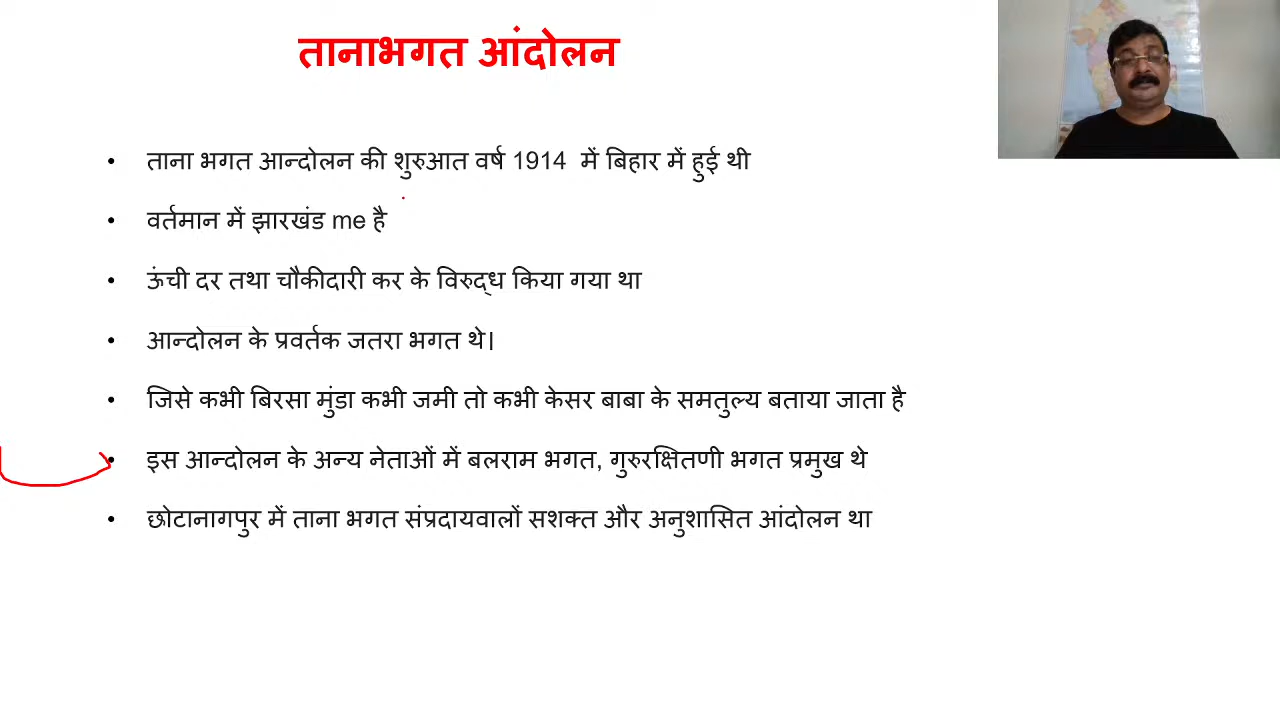 तानाभगत आंदोलन
• ताना भगत आन्दोलन की शुरुआत वर्ष 1914 में बिहार में हुई थी
• वर्तमान में झारखंड me है
• ऊंची दर तथा चौकीदारी कर के विरुद्ध किया गया था
• आन्दोलन के प्रवर्तक जतरा भगत थे।
• जिसे कभी बिरसा मुंडा कभी जमी तो कभी केसर बाबा के समतुल्य बताया जाता है
• इस आन्दोलन के अन्य नेताओं में बलराम भगत, गुरुरक्षितणी भगत प्रमुख थे
• छोटानागपुर में ताना भगत संप्रदायवालों सशक्त और अनुशासित आंदोलन था